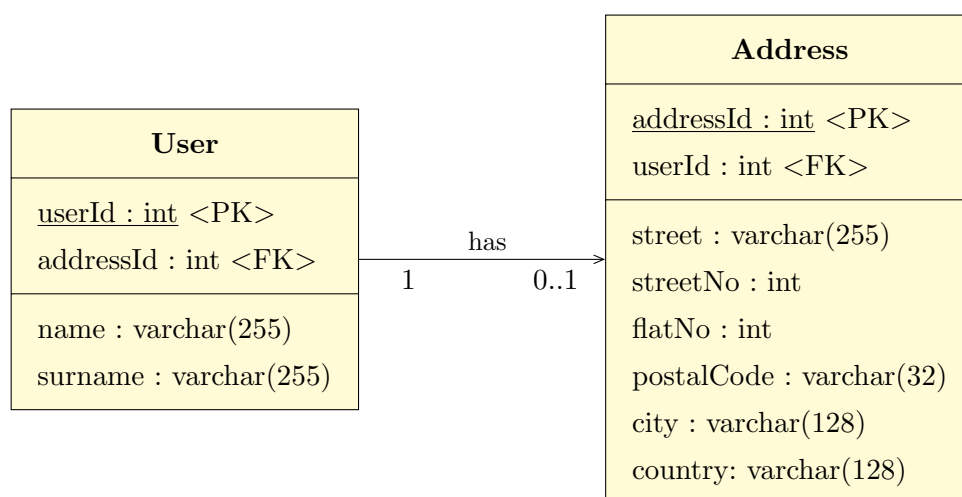 User
userId : int <PK>
addressId : int <FK>
name : varchar(255)
surname : varchar(255)
has
1
0..1
Address
addressId : int <PK>
userId : int <FK>
street : varchar(255)
streetNo : int
flatNo : int
postalCode : varchar(32)
city : varchar(128)
country: varchar(128)